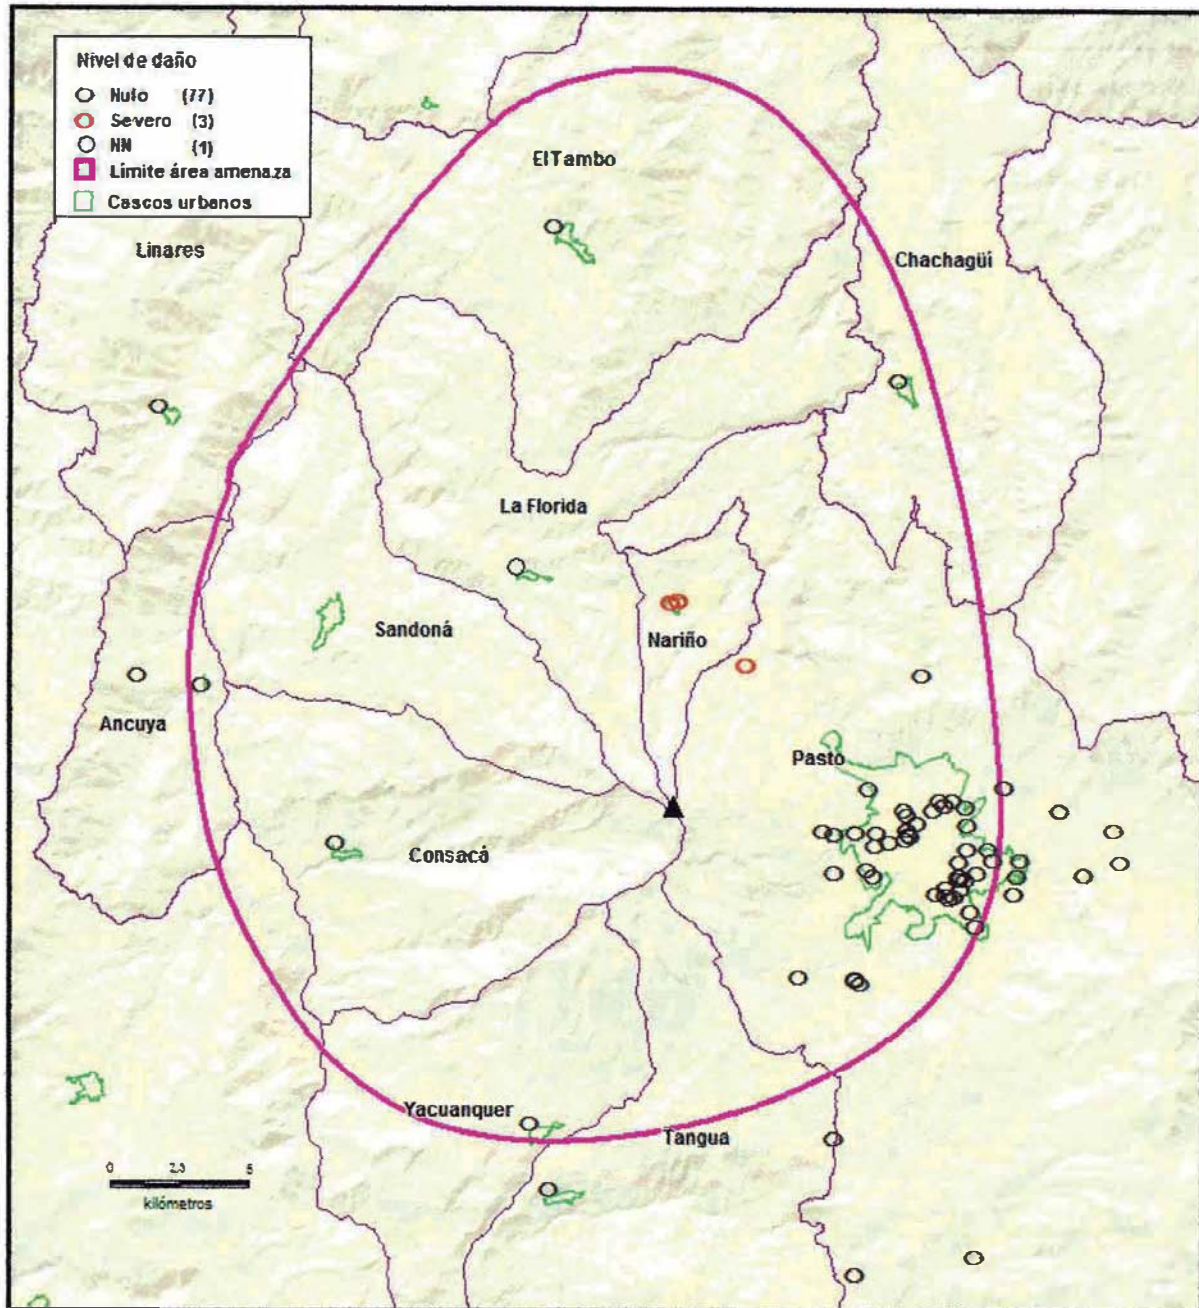 Nivel de daño
Nulo (77)
Severo (3)
NN (1)
Límite área amenaza
Cascos urbanos
Linares
El Tambo
Chachagüí
La Florida
Sandoná
Nariño
Ancuya
Pasto
Consacá
Yacuanquer
Tangua
0 2,5 5
kilómetros